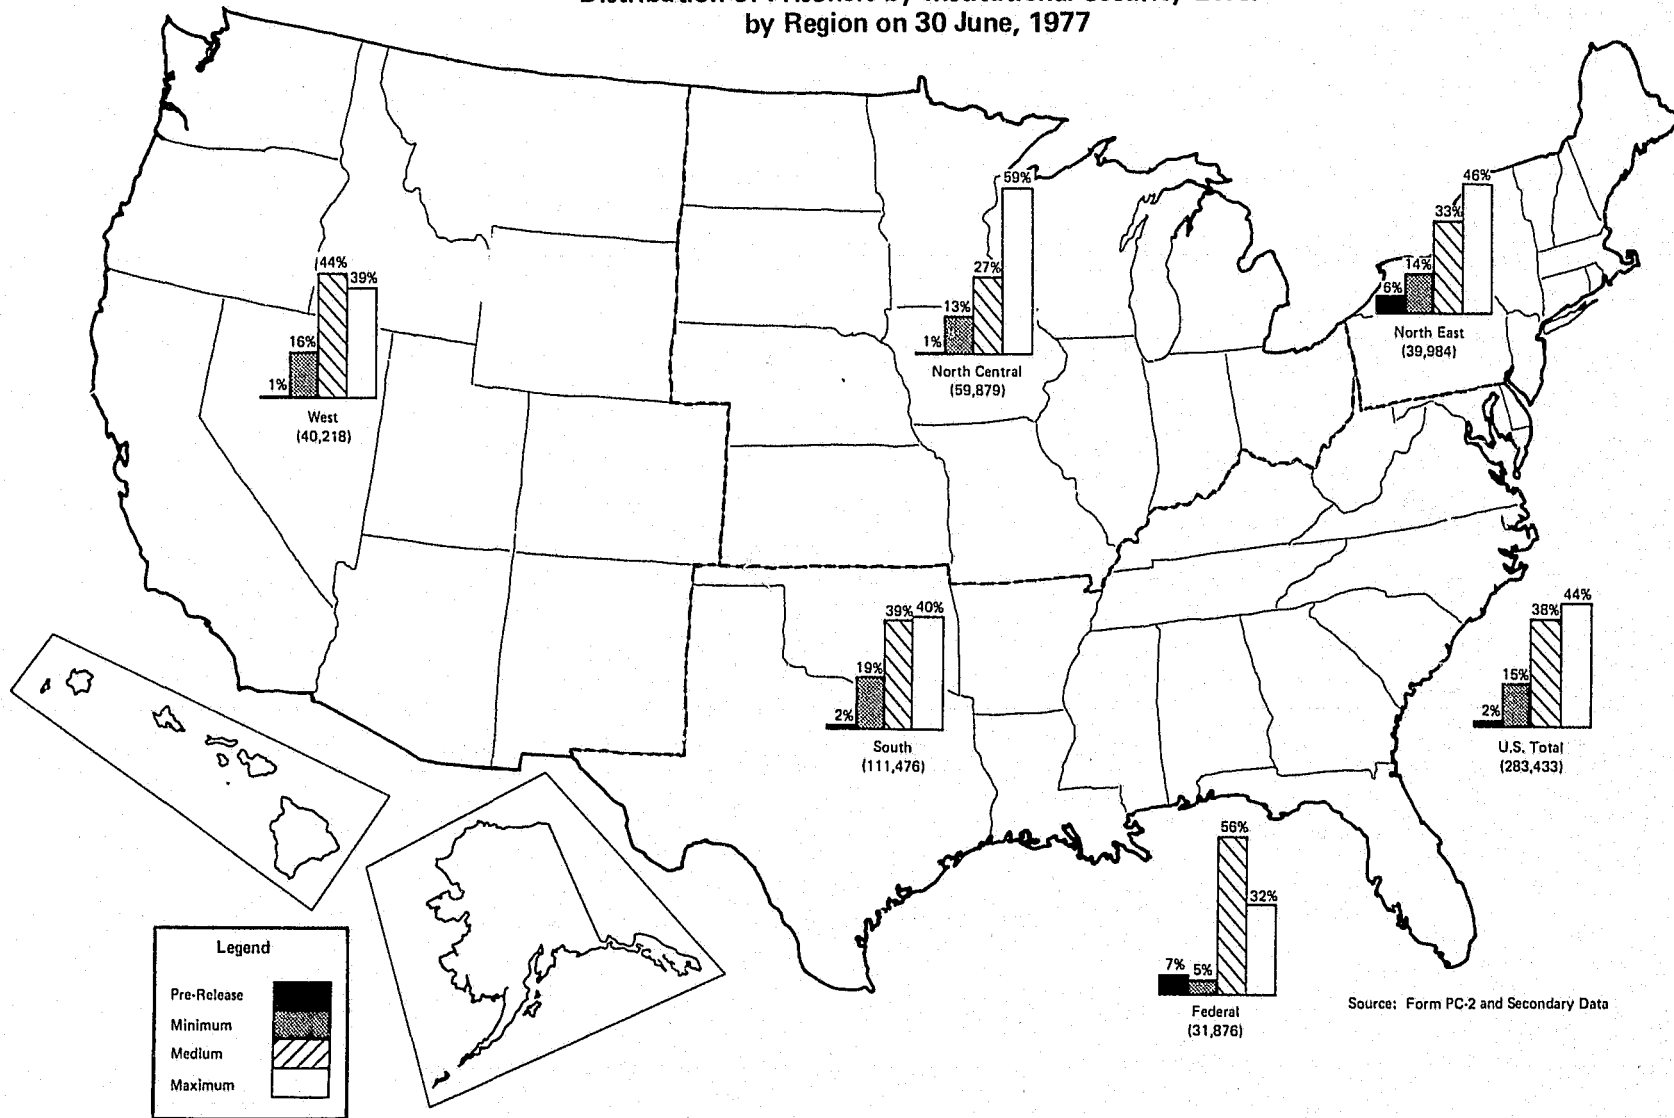 by Region on 30 June, 1977
59%
46%
33%
14%
6%
North East
(39,984)
27%
13%
1%
North Central
(59,879)
44%
39%
16%
1%
West
(40,218)
39%
40%
19%
2%
South
(111,476)
44%
38%
15%
2%
U.S. Total
(283,433)
56%
32%
7%
5%
Federal
(31,876)
Source: Form PC-2 and Secondary Data
Legend
Pre-Release
Minimum
Medium
Maximum